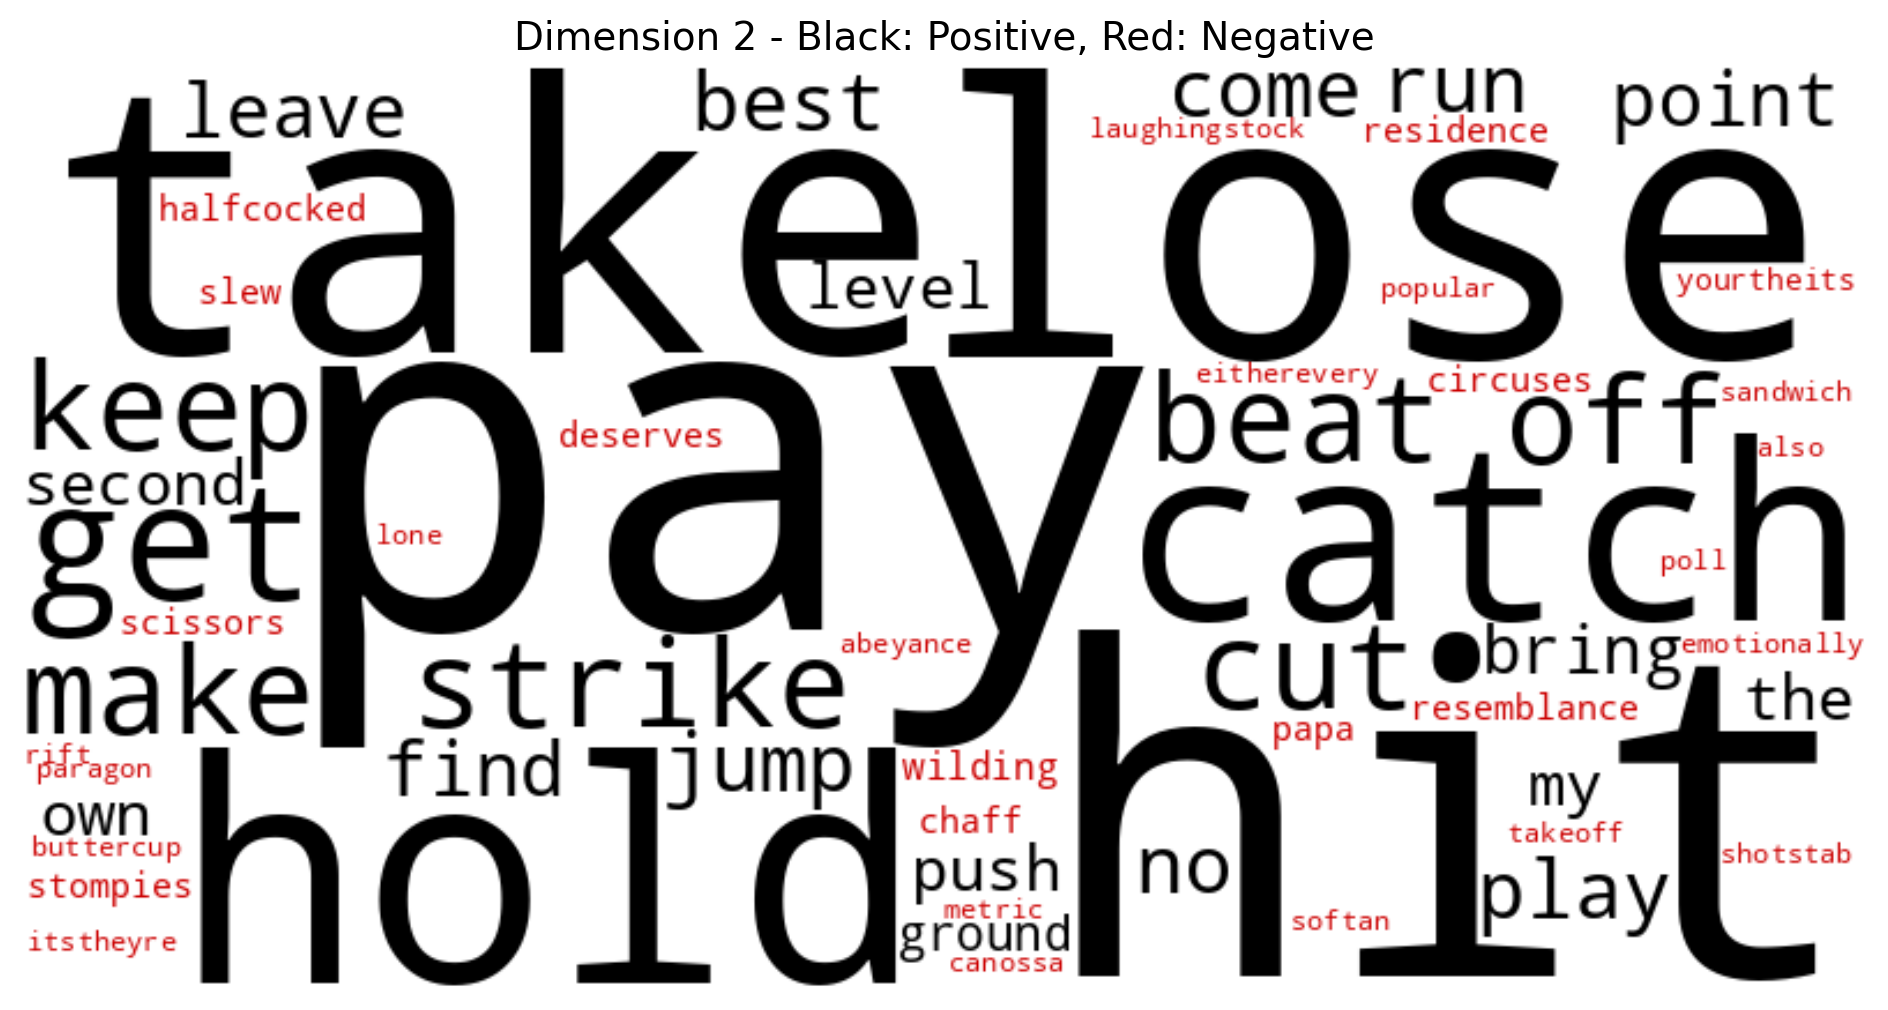 Dimension 2 - Black: Positive, Red: Negative
leave best come run point
laughingstock residence
take lose
halfcocked
slew level popular yourtheits
keep pay beat off
eitherevery circuses sandwich
deserves also
second
get lone catch
poll
scissors
make strike abeyance cut • bring emotionally
resemblance the
papa
rift find jump wilding hit
paragon
own hold chaff my
buttercup takeoff shotstab
stompies push no play
metric softan
itstheyre ground
canossa